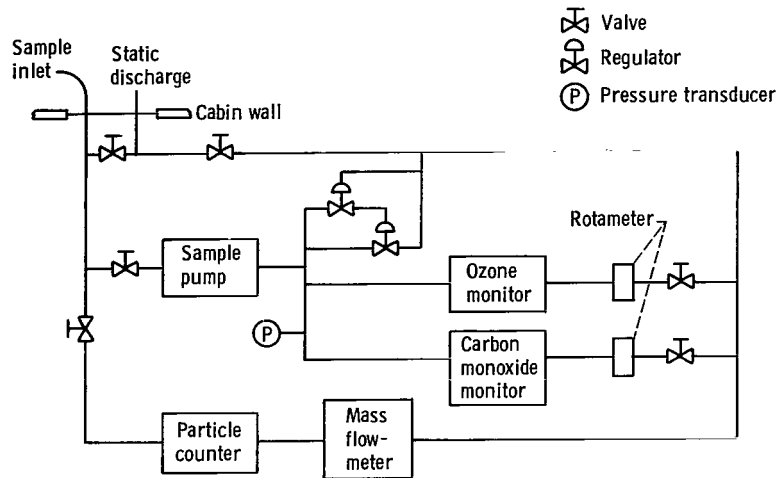 Sample
inlet
Static
discharge
Cabin wall
Valve
Regulator
P Pressure transducer
Rotameter
Sample
pump
Ozone
monitor
P
Carbon
monoxide
monitor
Particle
counter
Mass
flow-
meter